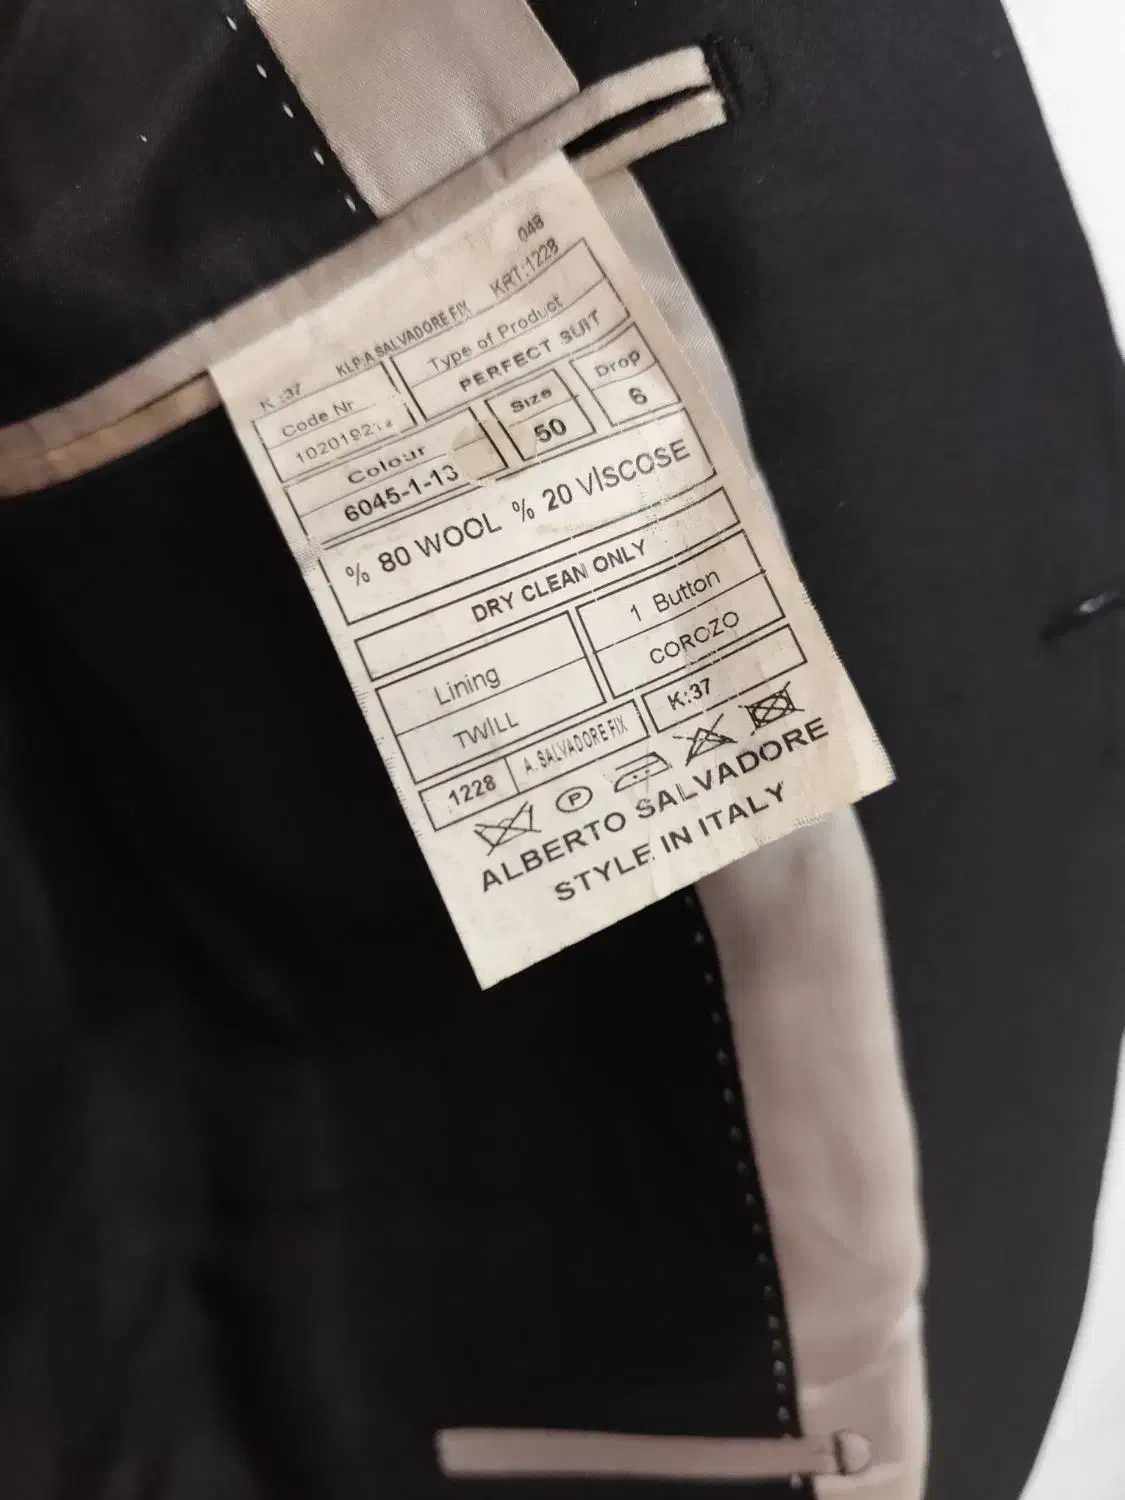 048
K:37 KLP:A SALVADORE FIX KRT:1228
Code Nr
Type of Product
PERFECT SUIT
Colour
6045-1-13
Size
50
Drop
6
% 80 WOOL % 20 VISCOSE
DRY CLEAN ONLY
Lining
TWILL
1 Button
COROZO
1228 A. SALVADORE FIX K:37
P
ALBERTO SALVADORE
STYLE IN ITALY